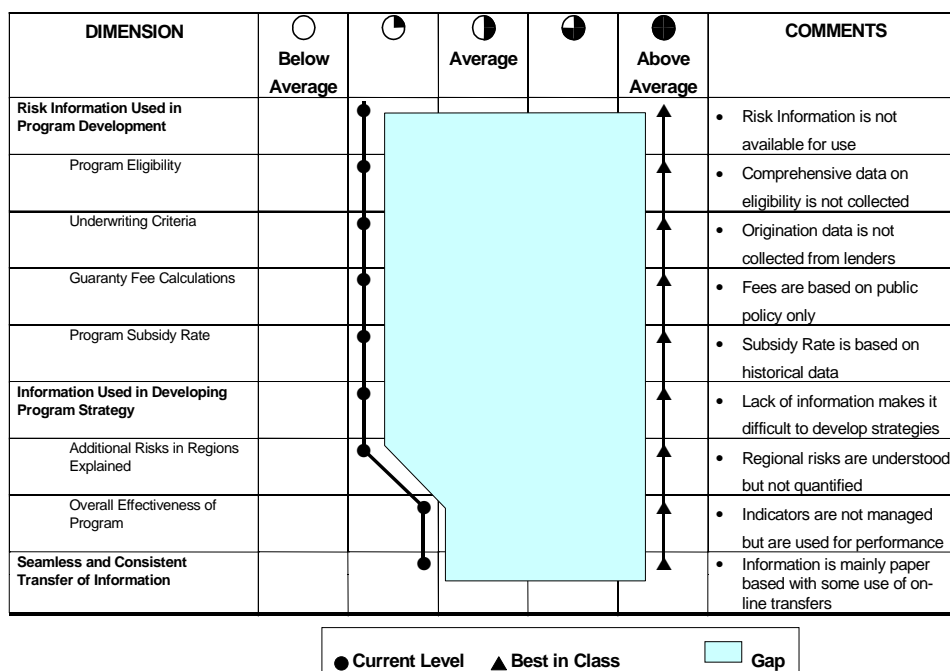 DIMENSION
Below
Average
Average
Above
Average
COMMENTS
Risk Information Used in
Program Development
• Risk Information is not
available for use
Program Eligibility
• Comprehensive data on
eligibility is not collected
Underwriting Criteria
• Origination data is not
collected from lenders
Guaranty Fee Calculations
• Fees are based on public
policy only
Program Subsidy Rate
• Subsidy Rate is based on
historical data
Information Used in Developing
Program Strategy
• Lack of information makes it
difficult to develop strategies
Additional Risks in Regions
Explained
• Regional risks are understood
but not quantified
Overall Effectiveness of
Program
• Indicators are not managed
but are used for performance
Seamless and Consistent
Transfer of Information
• Information is mainly paper
based with some use of on-
line transfers
Current Level Best in Class Gap